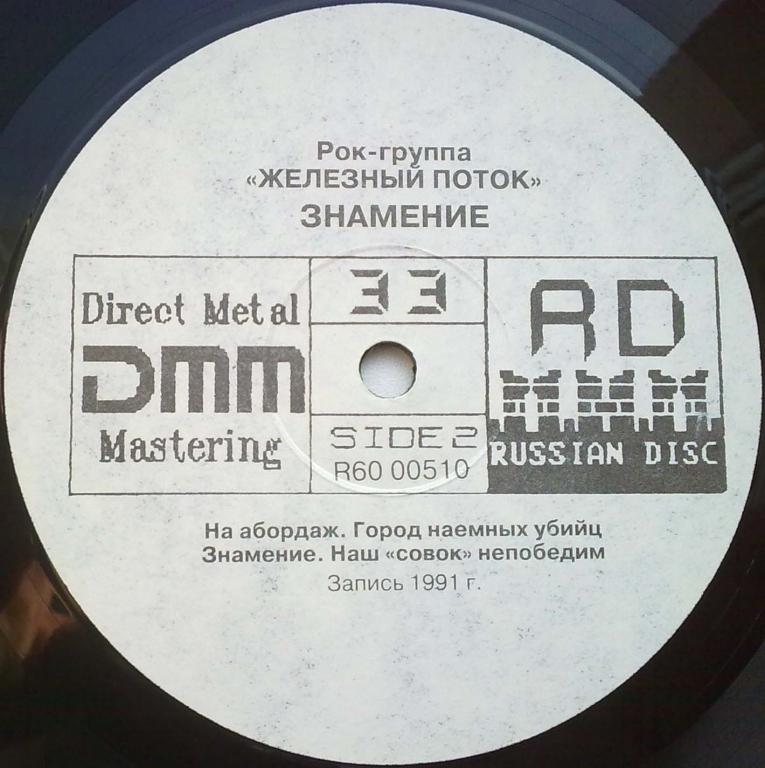 Рок-группа
«ЖЕЛЕЗНЫЙ ПОТОК»
ЗНАМЕНИЕ
Direct Metal
DMM
Mastering
33
SIDE 2
R60 00510
RD
RUSSIAN DISC
На абордаж. Город наемных убийц
Знамение. Наш «совок» непобедим
Запись 1991 г.